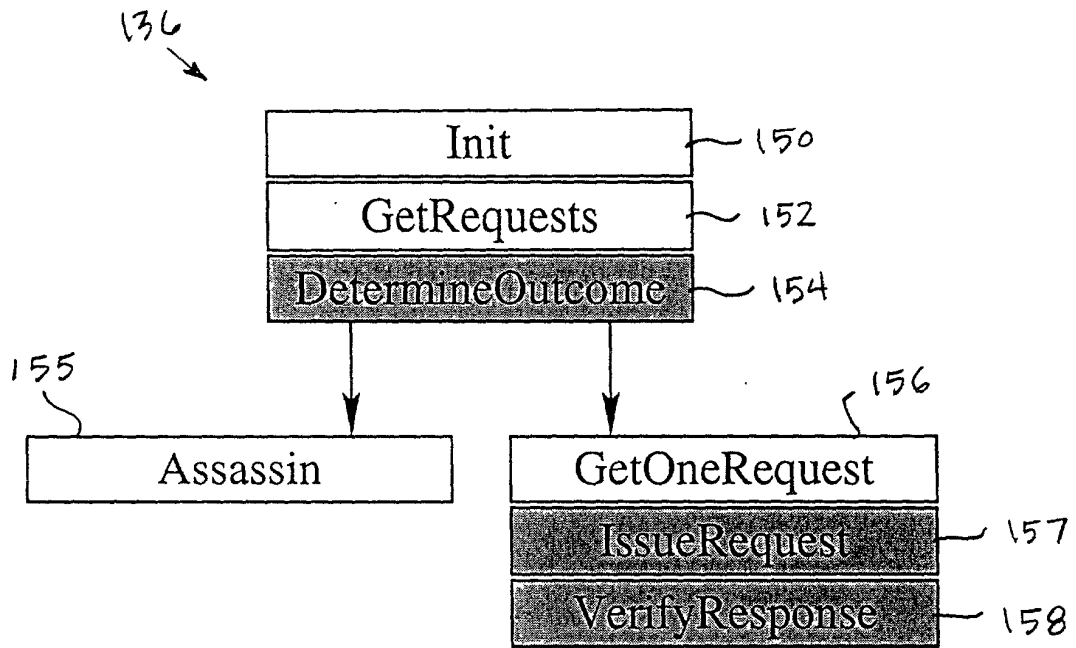 136
Init
150
GetRequests
152
DetermineOutcome
154
155
156
Assassin
GetOneRequest
IssueRequest
157
VerifyResponse
158